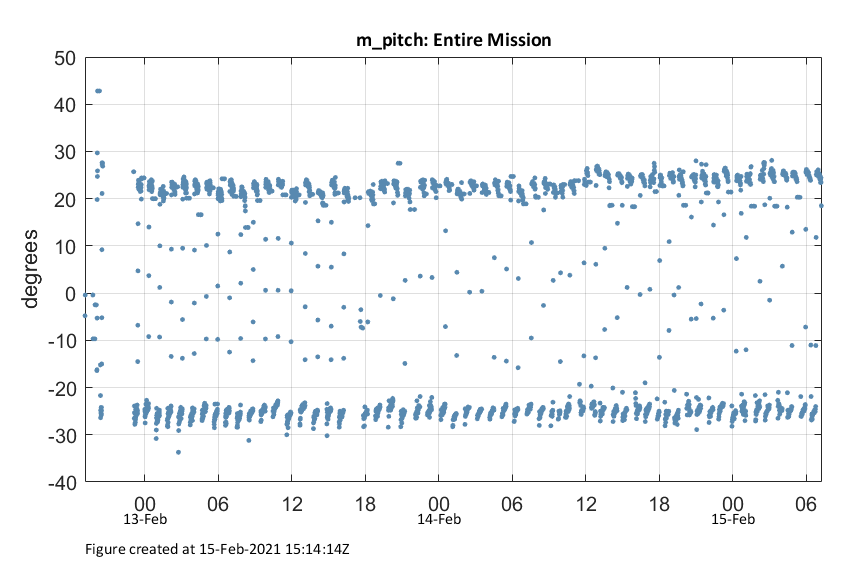 m_pitch: Entire Mission
50
40
30
20
10
0
-10
-20
-30
-40
degrees
00 06 12 18 00 06 12 18 00 06
13-Feb 14-Feb 15-Feb
Figure created at 15-Feb-2021 15:14:14Z